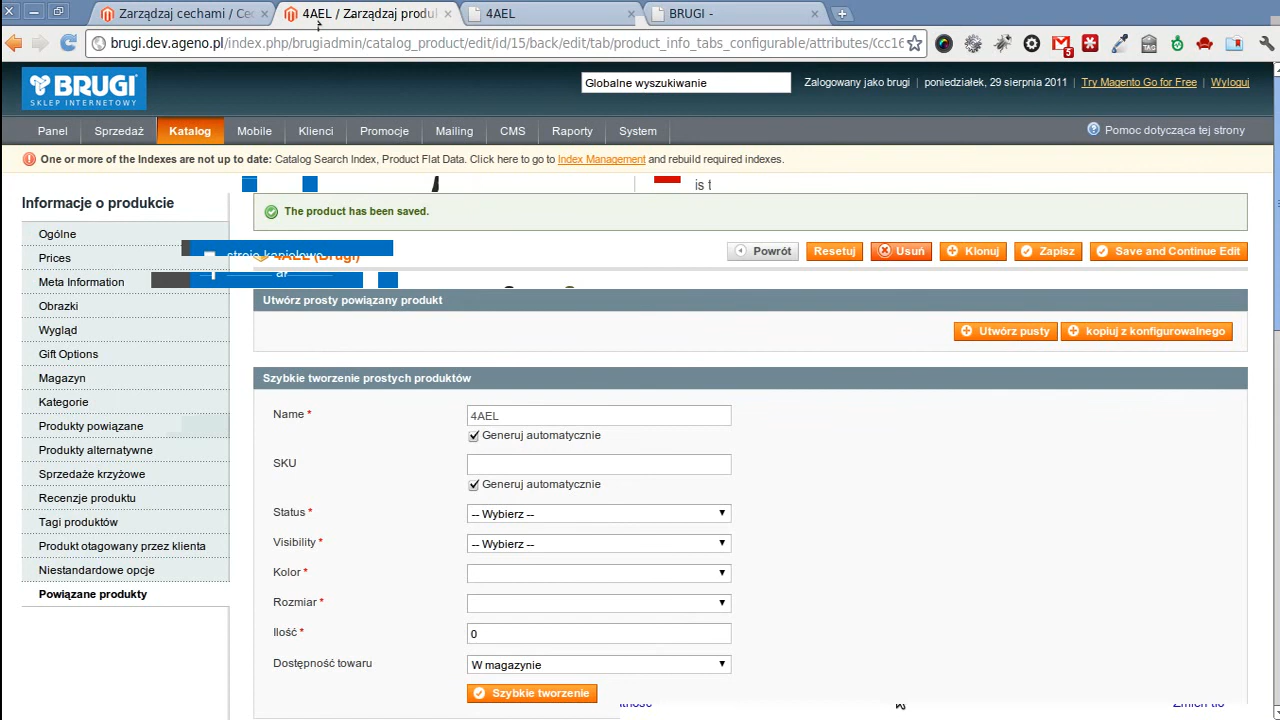 Zarządzaj cechami / Ce
4AEL / Zarządzaj produ
4AEL
BRUGI -
brugi.dev.ageno.pl/index.php/brugiadmin/catalog_product/edit/id/15/back/edit/tab/product_info_tabs_configurable/attributes/
5
TAG
BRUGI
SKLEP INTERNETOWY
Globalne wyszukiwanie
Zalogowany jako brugi | poniedziałek, 29 sierpnia 2011 | Try Magento Go for Free | Wyloguj
Panel Sprzedaż Katalog Mobile Klienci Promocje Mailing CMS Raporty System
Pomoc dotycząca tej strony
One or more of the Indexes are not up to date: Catalog Search Index, Product Flat Data. Click here to go to Index Management and rebuild required indexes.
Informacje o produkcie
Ogólne
Prices
Meta Information
Obrazki
Wygląd
Gift Options
Magazyn
Kategorie
Produkty powiązane
Produkty alternatywne
Sprzedaże krzyżowe
Recenzje produktu
Tagi produktów
Produkt otagowany przez klienta
Niestandardowe opcje
Powiązane produkty
is t
The product has been saved.
stroje kąpielowe
4AEL (Brugi)
Powrót Resetuj Usuń Klonuj Zapisz Save and Continue Edit
Utwórz prosty powiązany produkt
Utwórz pusty kopiuj z konfigurowalnego
Szybkie tworzenie prostych produktów
Name * 4AEL
Generuj automatycznie
SKU
Generuj automatycznie
Status * -- Wybierz --
Visibility * -- Wybierz --
Kolor *
Rozmiar *
Ilość * 0
Dostępność towaru W magazynie
Szybkie tworzenie